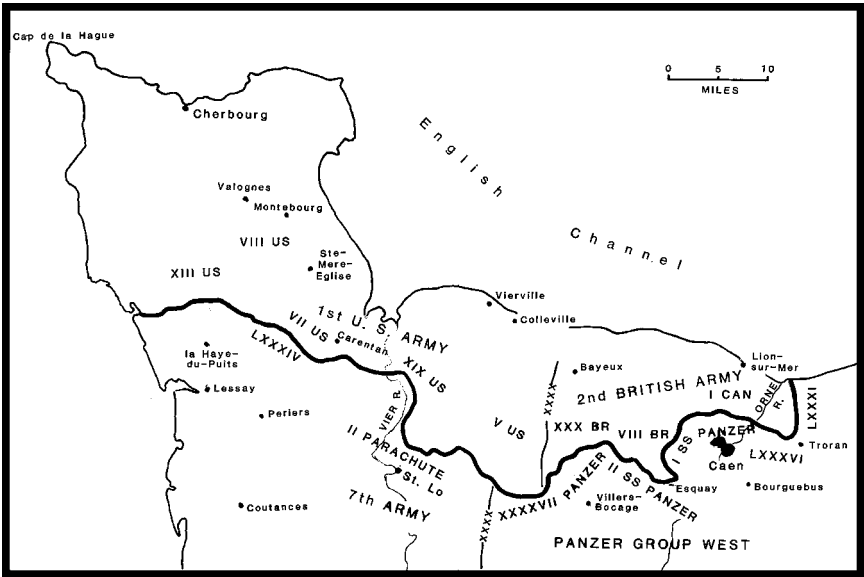 Cap de la Hague
0 5 10
MILES
Cherbourg
English
Channel
Valognes
Montebourg
VIII US
Ste-
Mere-
Eglise
XIII US
Vierville
Colleville
1st U. S. ARMY
VII US
Carentan
LXXXIV
la Haye-
du-Puits
Lessay
XIX US
Bayeux
Lion-
sur-Mer
2nd BRITISH ARMY
I CAN
ORNE
R.
LXXXI
XXXX
Periers
VIER R.
V US
XXX BR
VIII BR
I SS PANZER
Troran
II PARACHUTE
LXXXVI
Caen
St. Lo
XXXXVII PANZER
II SS PANZER
Esquay
Bourguebus
7th ARMY
Coutances
Villers-
Bocage
XXXX
PANZER GROUP WEST